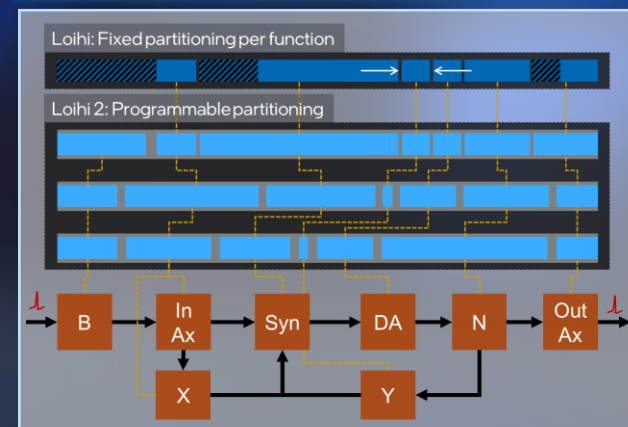 Loihi: Fixed partitioning per function
Loihi 2: Programmable partitioning
B
In
Ax
Syn
DA
N
Out
Ax
X
Y